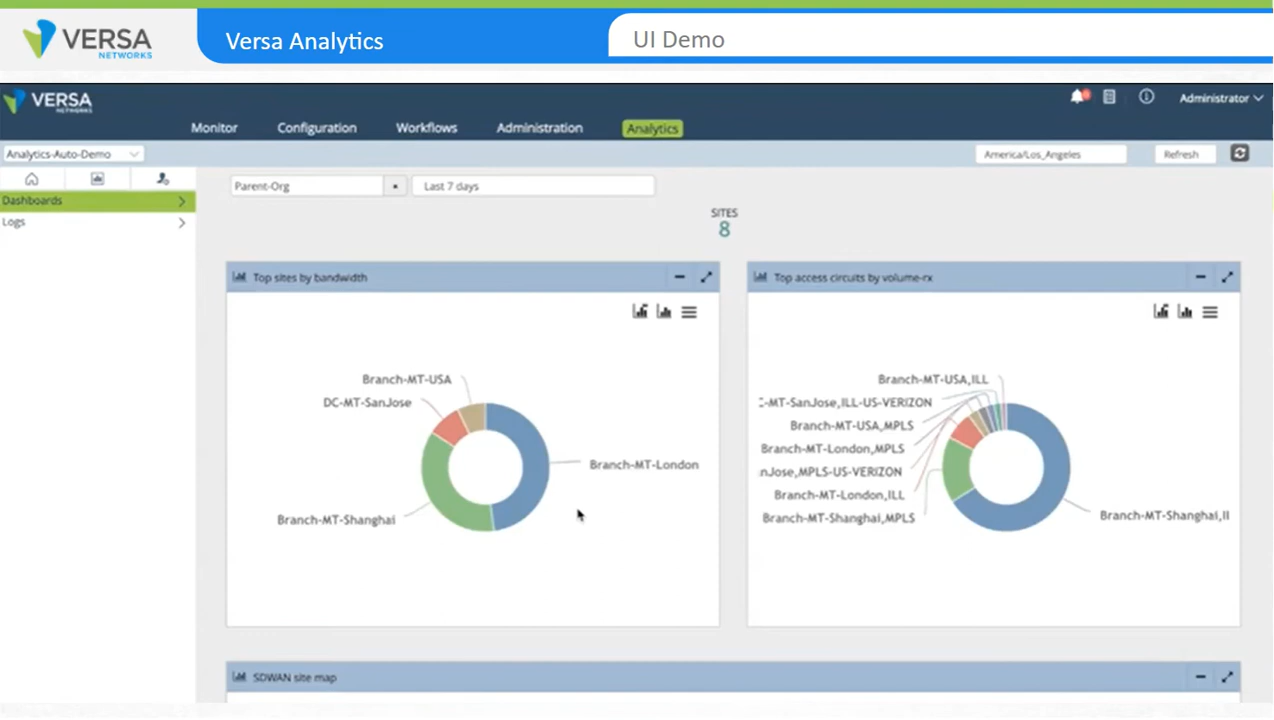 VERSA
NETWORKS
Versa Analytics
UI Demo
VERSA
NETWORKS
Administrator
Monitor
Configuration
Workflows
Administration
Analytics
Analytics-Auto-Demo
America/Los_Angeles
Refresh
Dashboards
Logs
Parent-Org
Last 7 days
SITES
8
Top sites by bandwidth
Branch-MT-USA
DC-MT-SanJose
Branch-MT-London
Branch-MT-Shanghai
Top access circuits by volume-rx
Branch-MT-USA,ILL
C-MT-SanJose,ILL-US-VERIZON
Branch-MT-USA,MPLS
Branch-MT-London,MPLS
nJose,MPLS-US-VERIZON
Branch-MT-London,ILL
Branch-MT-Shanghai,MPLS
Branch-MT-Shanghai,Il
SDWAN site map